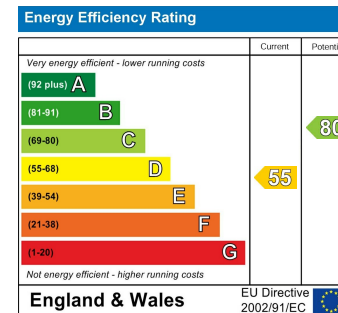 Energy Efficiency Rating
Current Potenti
Very energy efficient - lower running costs
(92 plus) A
(81-91) B
(69-80) C
80
(55-68) D
55
(39-54) E
(21-38) F
(1-20) G
Not energy efficient - higher running costs
England & Wales
EU Directive
2002/91/EC